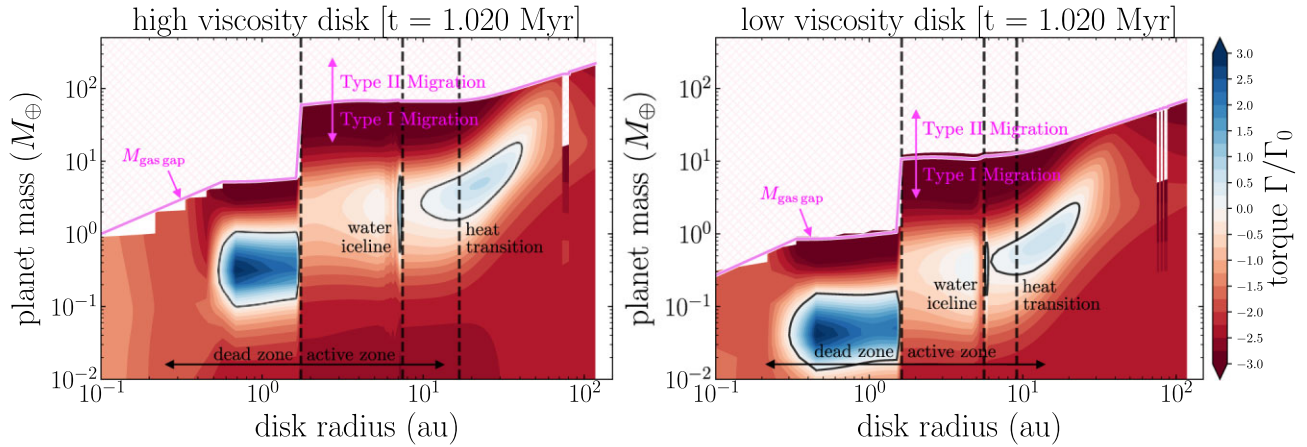 high viscosity disk [t = 1.020 Myr]
planet mass (M⊕)
10²
10¹
10⁰
10⁻¹
10⁻²
Type II Migration
Type I Migration
M gas gap
water
iceline
heat
transition
dead zone
active zone
10⁻¹
10⁰
10¹
10²
disk radius (au)
low viscosity disk [t = 1.020 Myr]
planet mass (M⊕)
10²
10¹
10⁰
10⁻¹
10⁻²
Type II Migration
Type I Migration
M gas gap
water
iceline
heat
transition
dead zone
active zone
10⁻¹
10⁰
10¹
10²
disk radius (au)
3.0
2.5
2.0
1.5
1.0
0.5
0.0
−0.5
−1.0
−1.5
−2.0
−2.5
−3.0
torque Γ/Γ₀